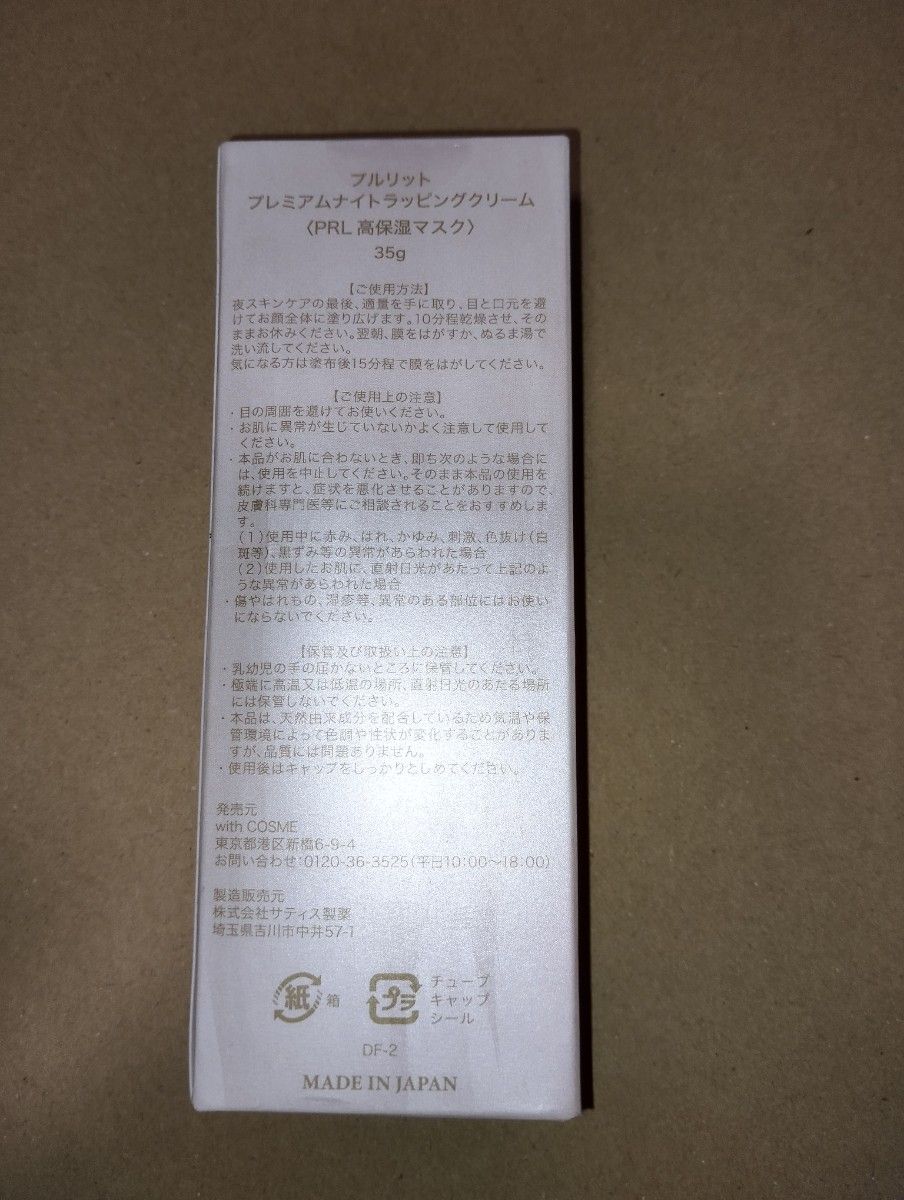 プルリット
プレミアムナイトラッピングクリーム
〈PRL 高保湿マスク〉
35g
【ご使用方法】
夜スキンケアの最後、適量を手に取り、目と口元を避
けてお顔全体に塗り広げます。10分程乾燥させ、その
ままお休みください。翌朝、膜をはがすか、ぬるま湯で
洗い流してください。
気になる方は塗布後15分程で膜をはがしてください。
【ご使用上の注意】
・目の周囲を避けてお使いください。
・お肌に異常が生じていないかよく注意して使用して
ください。
・本品がお肌に合わないとき、即ち次のような場合に
は、使用を中止してください。そのまま本品の使用を
続けますと、症状を悪化させることがありますので、
皮膚科専門医等にご相談されることをおすすめしま
す。
(1)使用中に赤み、はれ、かゆみ、刺激、色抜け(白
斑等)、黒ずみ等の異常があらわれた場合
(2)使用したお肌に、直射日光があたって上記のよ
うな異常があらわれた場合
・傷やはれもの、湿疹等、異常のある部位にはお使い
にならないでください。
【保管及び取扱い上の注意】
・乳幼児の手の届かないところに保管してください。
・極端に高温又は低温の場所、直射日光のあたる場所
には保管しないでください。
・本品は、天然由来成分を配合しているため気温や保
管環境によって色調や性状が変化することがありま
すが、品質には問題ありません。
・使用後はキャップをしっかりとしめてください。
発売元
with COSME
東京都港区新橋6-9-4
お問い合わせ:0120-36-3525(平日10:00〜18:00)
製造販売元
株式会社サティス製薬
埼玉県吉川市中井57-1
紙 箱
プラ チューブ
キャップ
シール
DF-2
MADE IN JAPAN